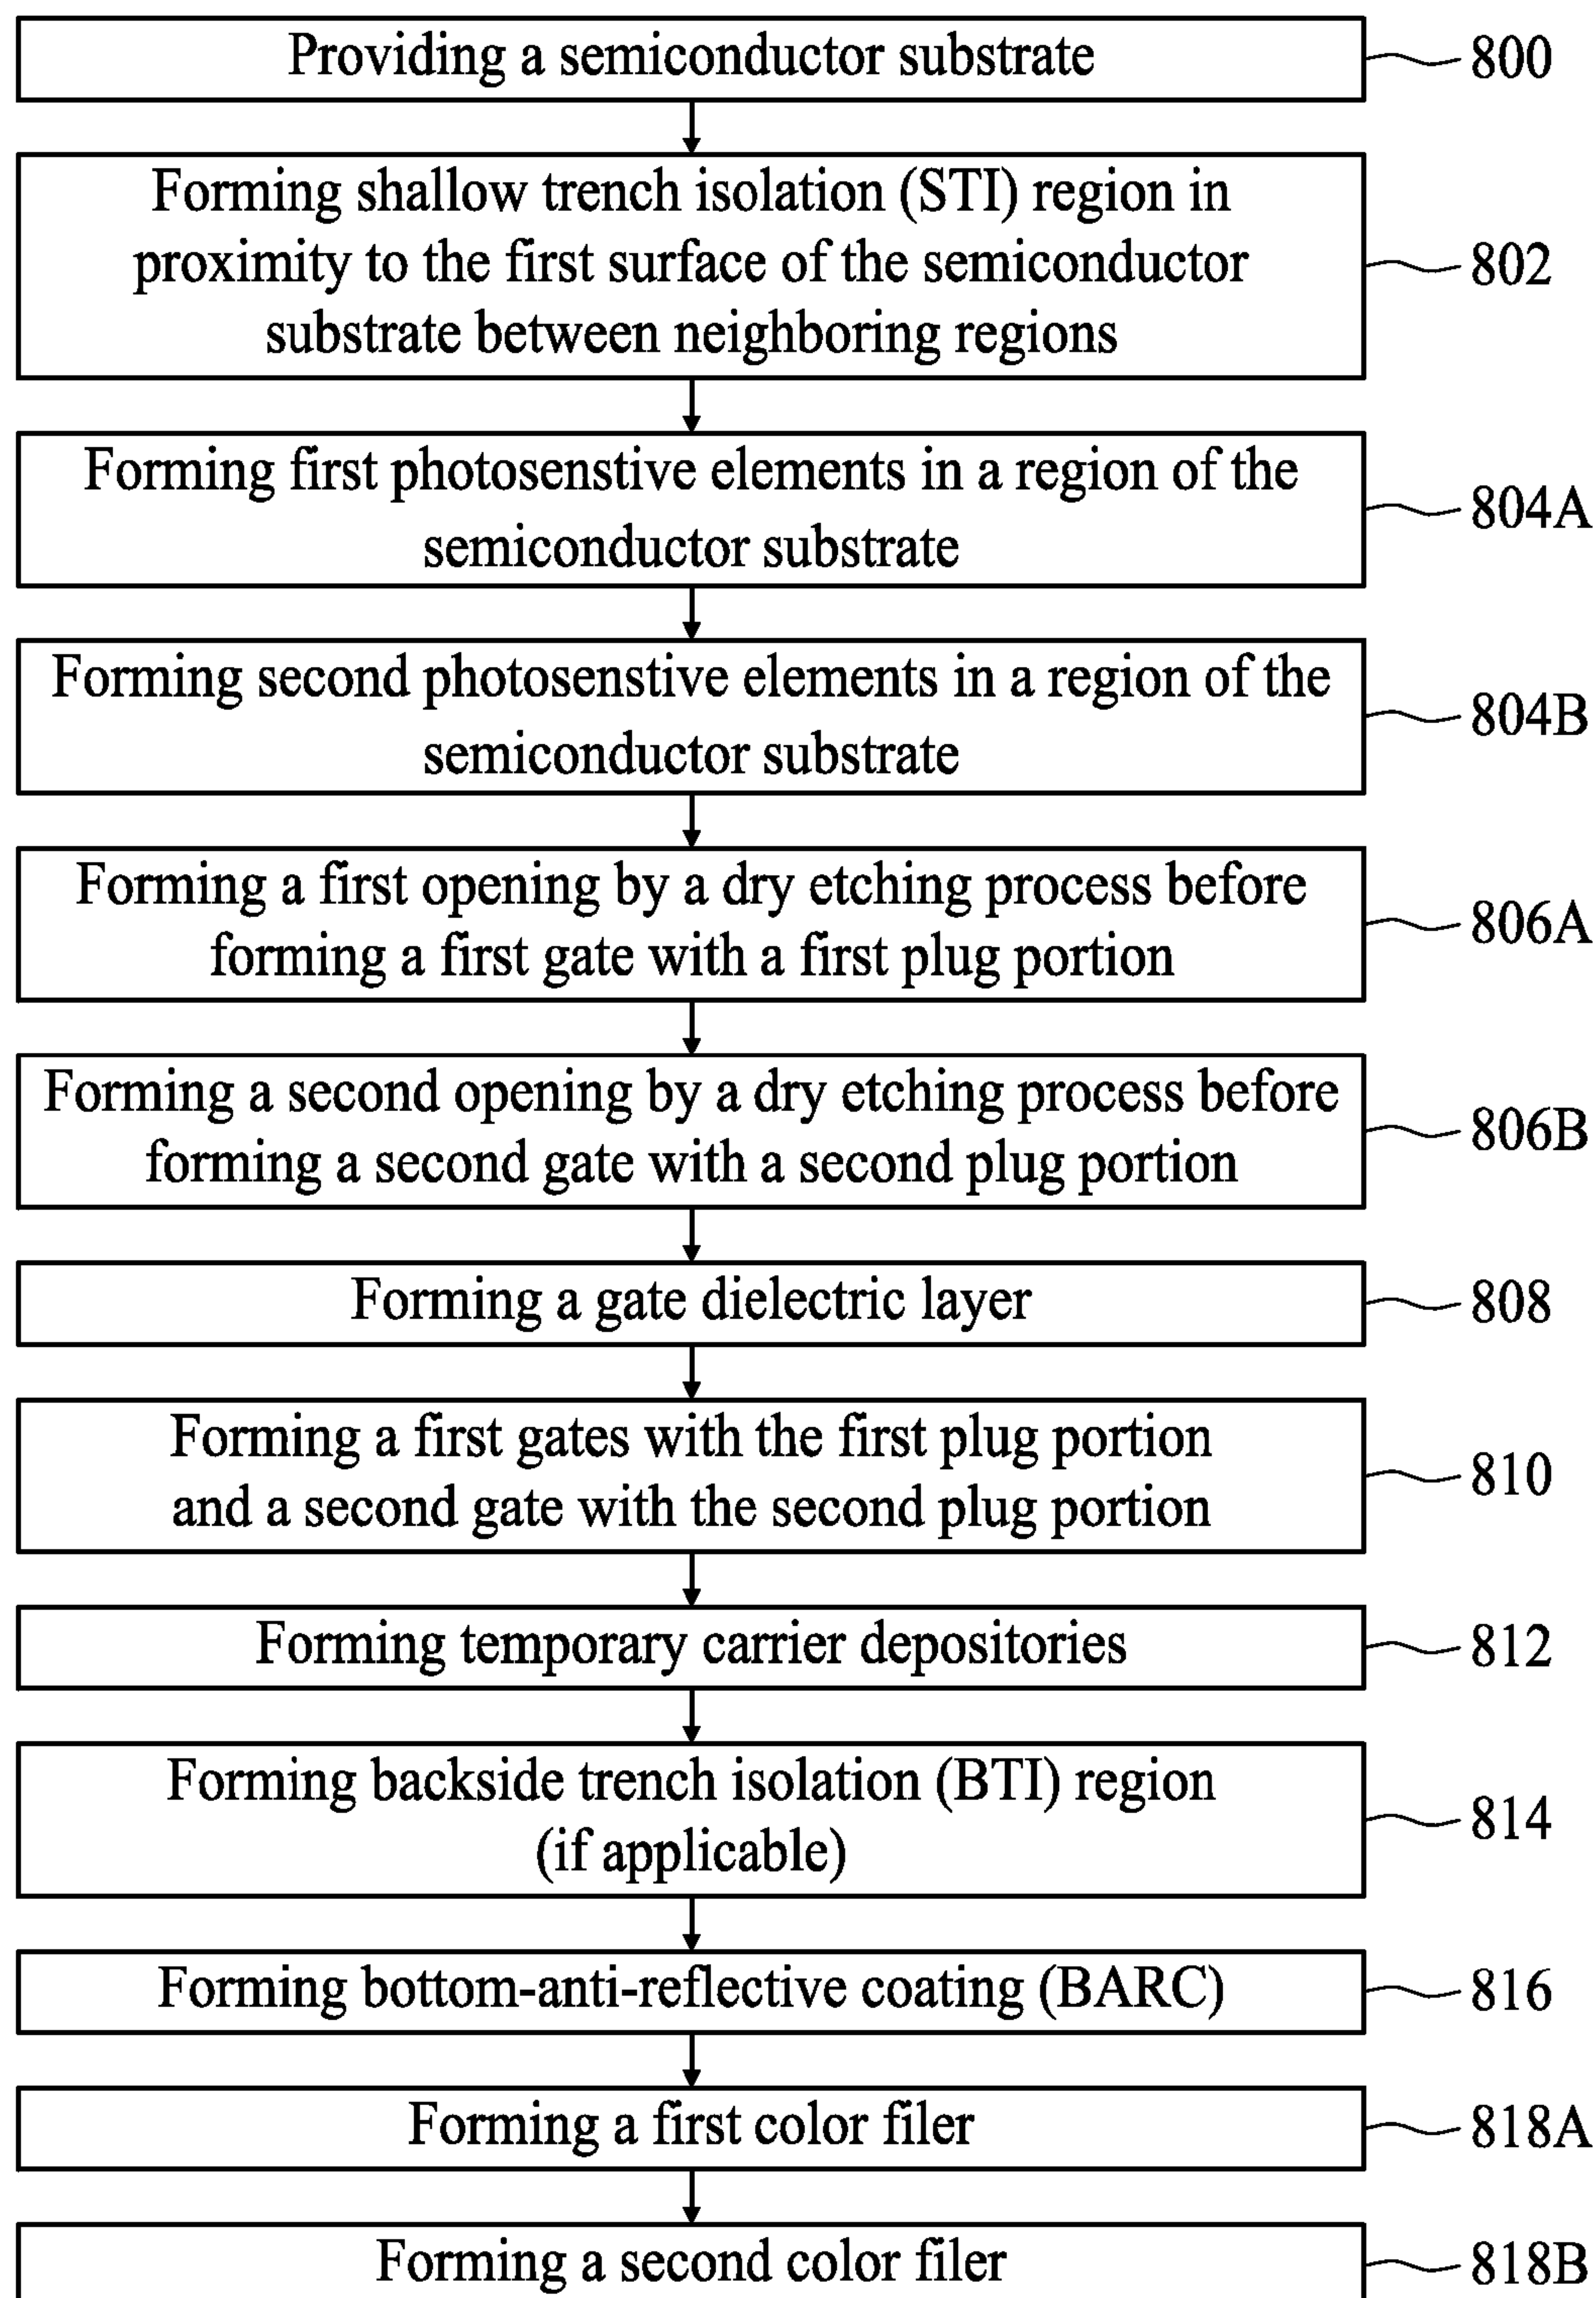 Providing a semiconductor substrate
800
Forming shallow trench isolation (STI) region in
proximity to the first surface of the semiconductor
substrate between neighboring regions
802
Forming first photosenstive elements in a region of the
semiconductor substrate
804A
Forming second photosenstive elements in a region of the
semiconductor substrate
804B
Forming a first opening by a dry etching process before
forming a first gate with a first plug portion
806A
Forming a second opening by a dry etching process before
forming a second gate with a second plug portion
806B
Forming a gate dielectric layer
808
Forming a first gates with the first plug portion
and a second gate with the second plug portion
810
Forming temporary carrier depositories
812
Forming backside trench isolation (BTI) region
(if applicable)
814
Forming bottom-anti-reflective coating (BARC)
816
Forming a first color filer
818A
Forming a second color filer
818B